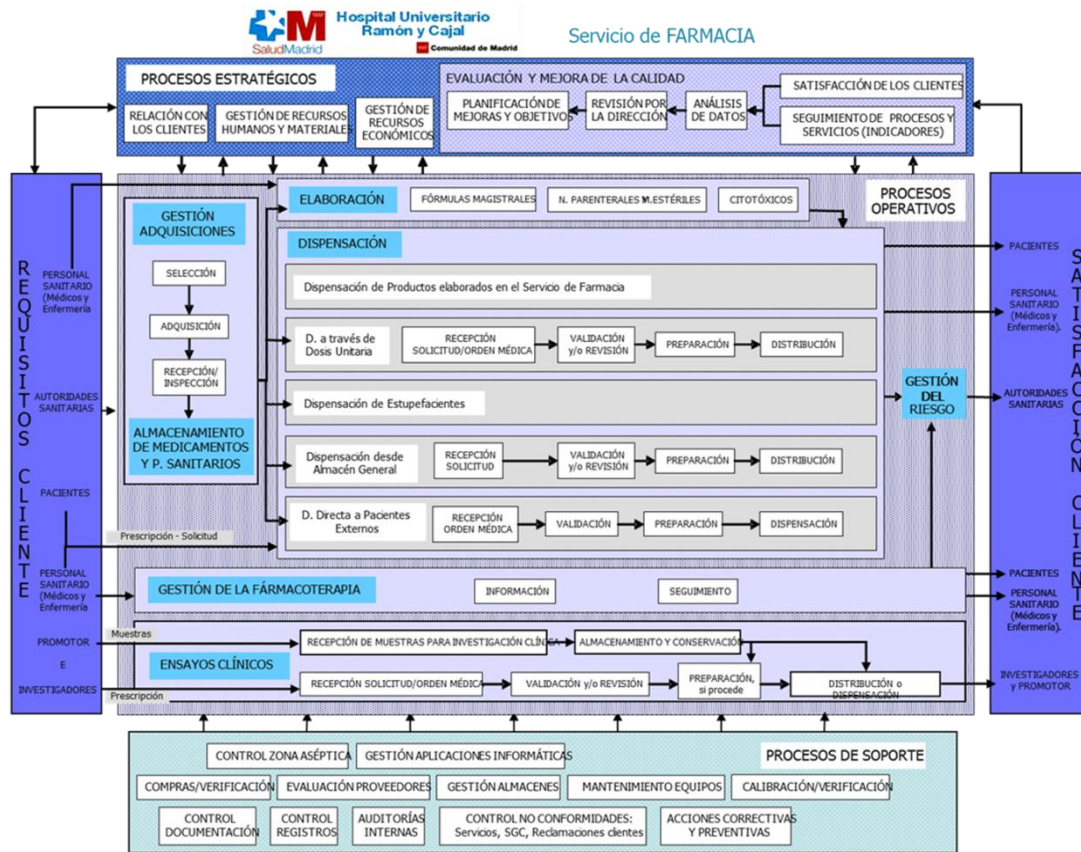 SaludMadrid
Hospital Universitario
Ramón y Cajal
Comunidad de Madrid
Servicio de FARMACIA
PROCESOS ESTRATÉGICOS
RELACIÓN CON
LOS CLIENTES
GESTIÓN DE RECURSOS
HUMANOS Y MATERIALES
GESTIÓN DE
RECURSOS
ECONÓMICOS
EVALUACIÓN Y MEJORA DE LA CALIDAD
PLANIFICACIÓN DE
MEJORAS Y OBJETIVOS
REVISIÓN POR
LA DIRECCIÓN
ANÁLISIS
DE DATOS
SATISFACCIÓN DE LOS CLIENTES
SEGUIMIENTO DE PROCESOS Y
SERVICIOS (INDICADORES)
REQUISITOS CLIENTE
PERSONAL
SANITARIO
(Médicos y
Enfermería
AUTORIDADES
SANITARIAS
PACIENTES
PERSONAL
SANITARIO
(Médicos y
Enfermería
PROMOTOR
E
INVESTIGADORES
PROCESOS
OPERATIVOS
GESTIÓN
ADQUISICIONES
SELECCIÓN
ADQUISICIÓN
RECEPCIÓN/
INSPECCIÓN
ALMACENAMIENTO
DE MEDICAMENTOS
Y P. SANITARIOS
ELABORACIÓN
FÓRMULAS MAGISTRALES
N. PARENTERALES M.ESTÉRILES
CITOTÓXICOS
DISPENSACIÓN
Dispensación de Productos elaborados en el Servicio de Farmacia
D. a través de
Dosis Unitaria
RECEPCIÓN
SOLICITUD/ORDEN MÉDICA
VALIDACIÓN
y/o REVISIÓN
PREPARACIÓN
DISTRIBUCIÓN
Dispensación de Estupefacientes
Dispensación desde
Almacén General
RECEPCIÓN
SOLICITUD
VALIDACIÓN
y/o REVISIÓN
PREPARACIÓN
DISTRIBUCIÓN
D. Directa a Pacientes
Externos
RECEPCIÓN
ORDEN MÉDICA
VALIDACIÓN
PREPARACIÓN
DISPENSACIÓN
Prescripción - Solicitud
GESTIÓN
DEL
RIESGO
GESTIÓN DE LA FÁRMACOTERAPIA
INFORMACIÓN
SEGUIMIENTO
Muestras
ENSAYOS CLÍNICOS
RECEPCIÓN DE MUESTRAS PARA INVESTIGACIÓN CLÍNICA
ALMACENAMIENTO Y CONSERVACIÓN
Prescripción
RECEPCIÓN SOLICITUD/ORDEN MÉDICA
VALIDACIÓN y/o REVISIÓN
PREPARACIÓN,
si procede
DISTRIBUCIÓN o
DISPENSACIÓN
SATISFACCIÓN CLIENTE
PACIENTES
PERSONAL
SANITARIO
(Médicos y
Enfermería).
AUTORIDADES
SANITARIAS
PACIENTES
PERSONAL
SANITARIO
(Médicos y
Enfermería).
INVESTIGADORES
y PROMOTOR
PROCESOS DE SOPORTE
CONTROL ZONA ASÉPTICA
GESTIÓN APLICACIONES INFORMÁTICAS
COMPRAS/VERIFICACIÓN
EVALUACIÓN PROVEEDORES
GESTIÓN ALMACENES
MANTENIMIENTO EQUIPOS
CALIBRACIÓN/VERIFICACIÓN
CONTROL
DOCUMENTACIÓN
CONTROL
REGISTROS
AUDITORÍAS
INTERNAS
CONTROL NO CONFORMIDADES:
Servicios, SGC, Reclamaciones clientes
ACCIONES CORRECTIVAS
Y PREVENTIVAS